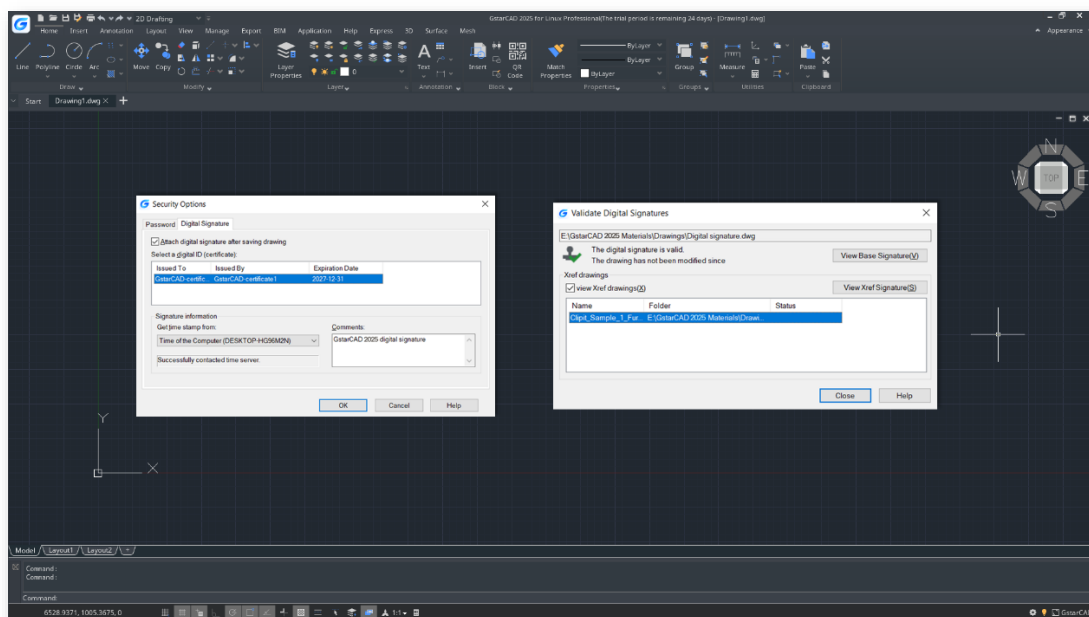 2D Drafting
GstarCAD 2025 for Linux Professional(The trial period is remaining 24 days) - [Drawing1.dwg]
Home Insert Annotation Layout View Manage Export BIM Application Help Express 3D Surface Mesh
Appearance
Line Polyline Circle Arc
Move Copy
Layer
Properties
0
Text
Insert
QR
Code
Match
Properties
ByLayer
ByLayer
ByLayer
Group
Measure
Paste
Draw Modify Layer Annotation Block Properties Groups Utilities Clipboard
Start Drawing1.dwg
N
W TOP E
S
Security Options
Password Digital Signature
Attach digital signature after saving drawing
Select a digital ID (certificate):
Issued To Issued By Expiration Date
GstarCAD-certific... GstarCAD-certificate1 2027-12-31
Signature information
Get time stamp from:
Time of the Computer (DESKTOP-HG96M2N)
Successfully contacted time server.
Comments:
GstarCAD 2025 digital signature
OK Cancel Help
Validate Digital Signatures
E:\GstarCAD 2025 Materials\Drawings\Digital signature.dwg
The digital signature is valid.
The drawing has not been modified since
View Base Signature(V)
Xref drawings
view Xref drawings(X)
View Xref Signature(S)
Name Folder Status
Clipit_Sample_1_Fur... E:\GstarCAD 2025 Materials\Drawi...
Close Help
Y
X
Model Layout1 Layout2 +
Command:
Command:
Command:
6528.9371, 1005.3675, 0
1:1
GstarCAD